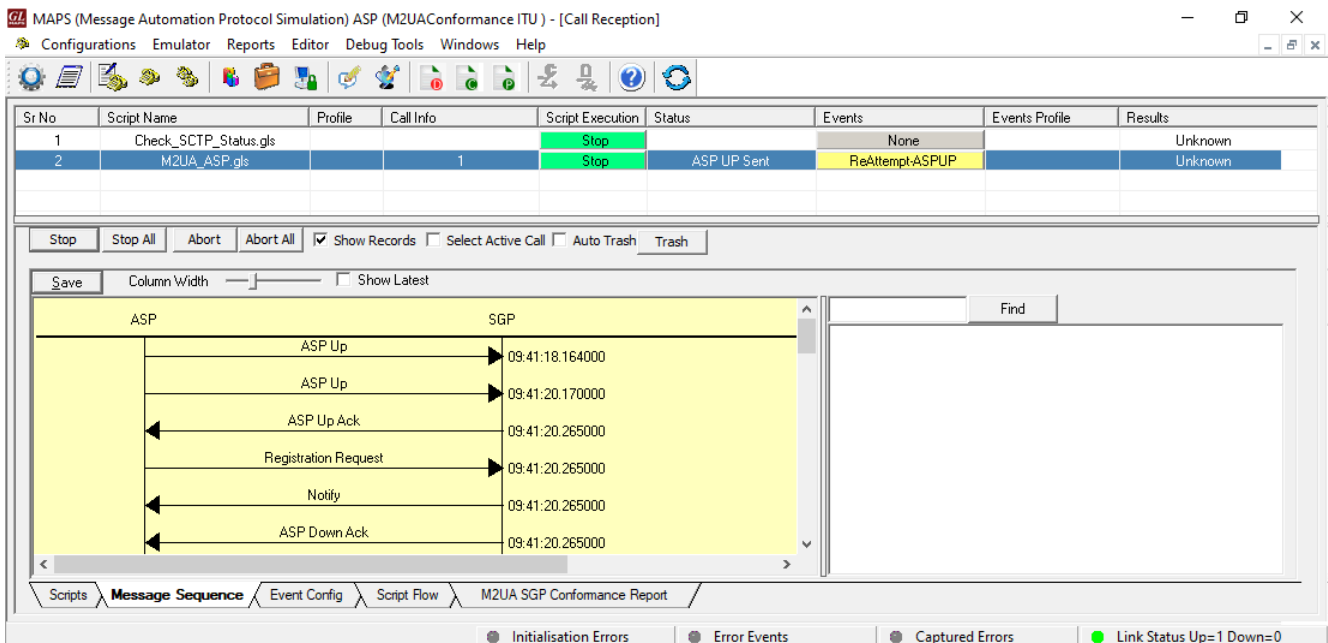 GL MAPS MAPS (Message Automation Protocol Simulation) ASP (M2UAConformance ITU ) - [Call Reception]
Configurations Emulator Reports Editor Debug Tools Windows Help
D C P ?
Sr No Script Name Profile Call Info Script Execution Status Events Events Profile Results
1 Check_SCTP_Status.gls Stop None Unknown
2 M2UA_ASP.gls 1 Stop ASP UP Sent ReAttempt-ASPUP Unknown
Stop Stop All Abort Abort All Show Records Select Active Call Auto Trash Trash
Save Column Width Show Latest
Find
ASP SGP
ASP Up
09:41:18.164000
ASP Up
09:41:20.170000
ASP Up Ack
09:41:20.265000
Registration Request
09:41:20.265000
Notify
09:41:20.265000
ASP Down Ack
09:41:20.265000
Scripts Message Sequence Event Config Script Flow M2UA SGP Conformance Report
Initialisation Errors Error Events Captured Errors Link Status Up=1 Down=0